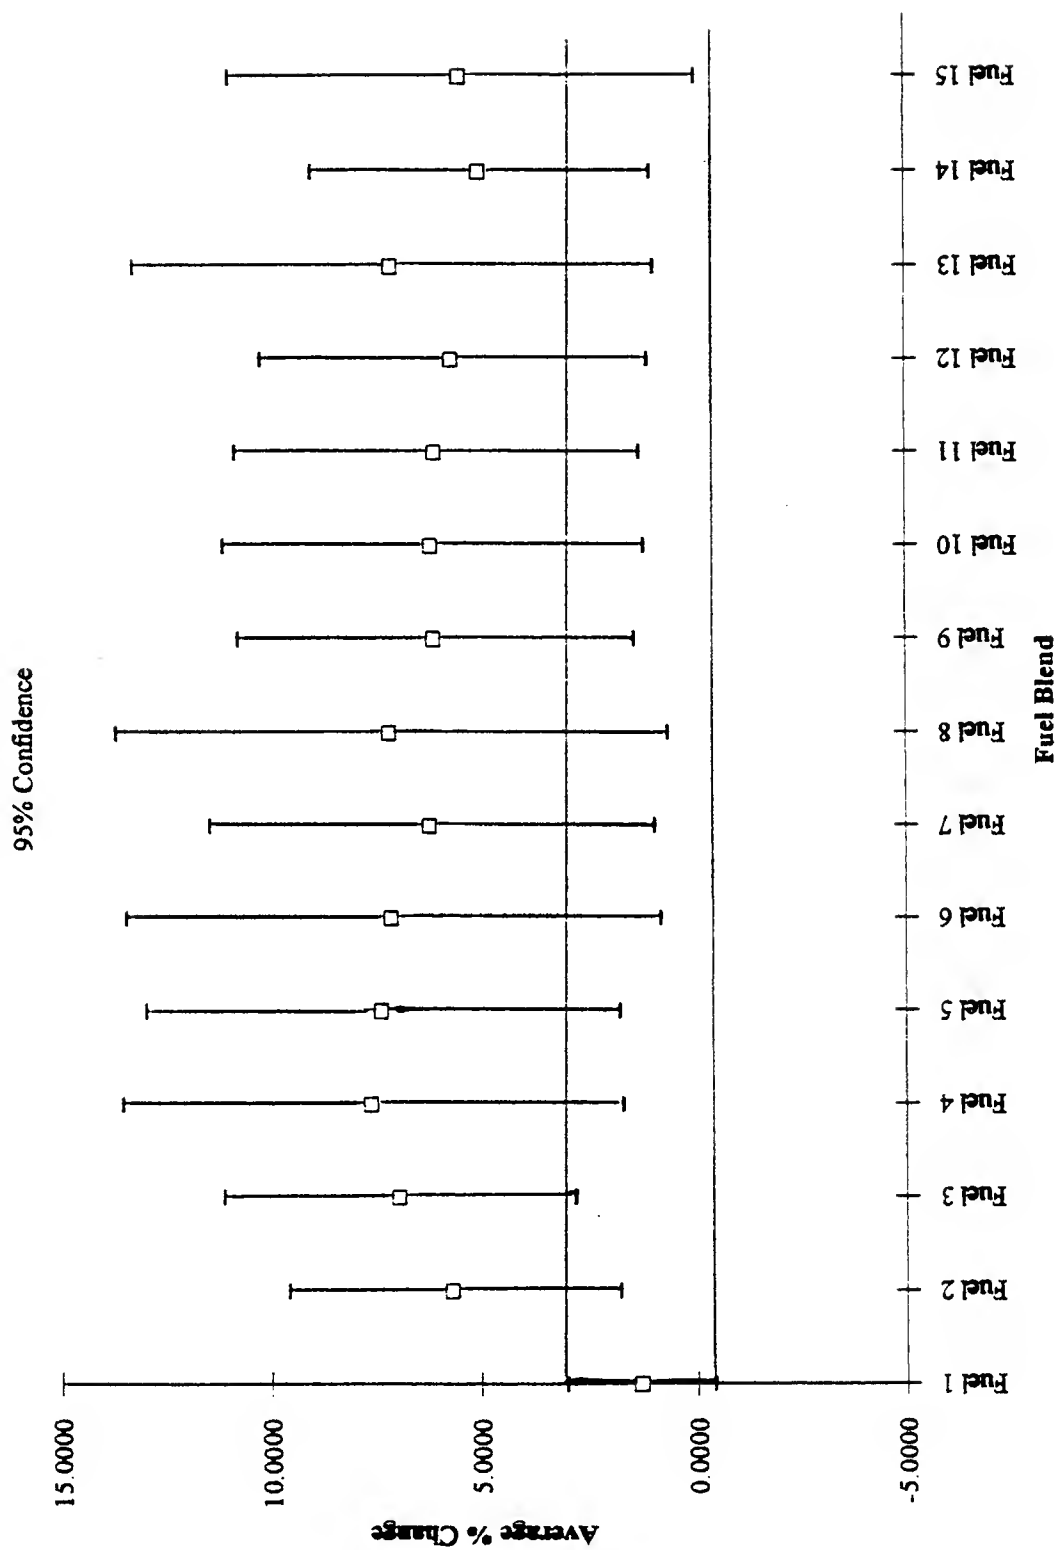 95% Confidence
Average % Change
15.0000
10.0000
5.0000
0.0000
-5.0000
Fuel 1
Fuel 2
Fuel 3
Fuel 4
Fuel 5
Fuel 6
Fuel 7
Fuel 8
Fuel 9
Fuel 10
Fuel 11
Fuel 12
Fuel 13
Fuel 14
Fuel 15
Fuel Blend